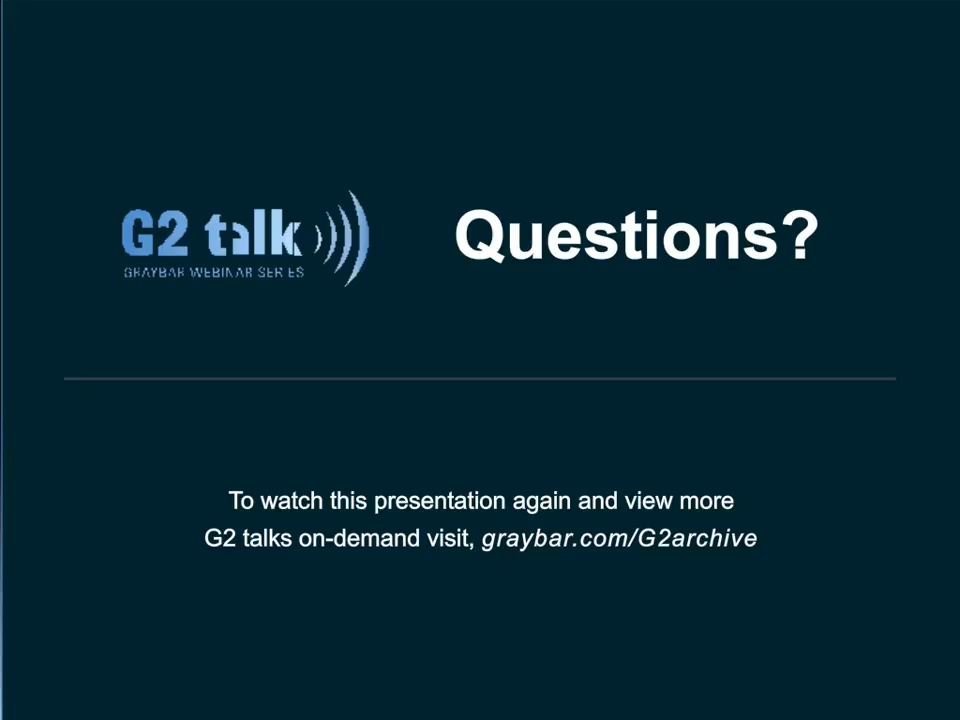 G2 talk
GRAYBAR WEBINAR SERIES
Questions?
To watch this presentation again and view more
G2 talks on-demand visit, graybar.com/G2archive